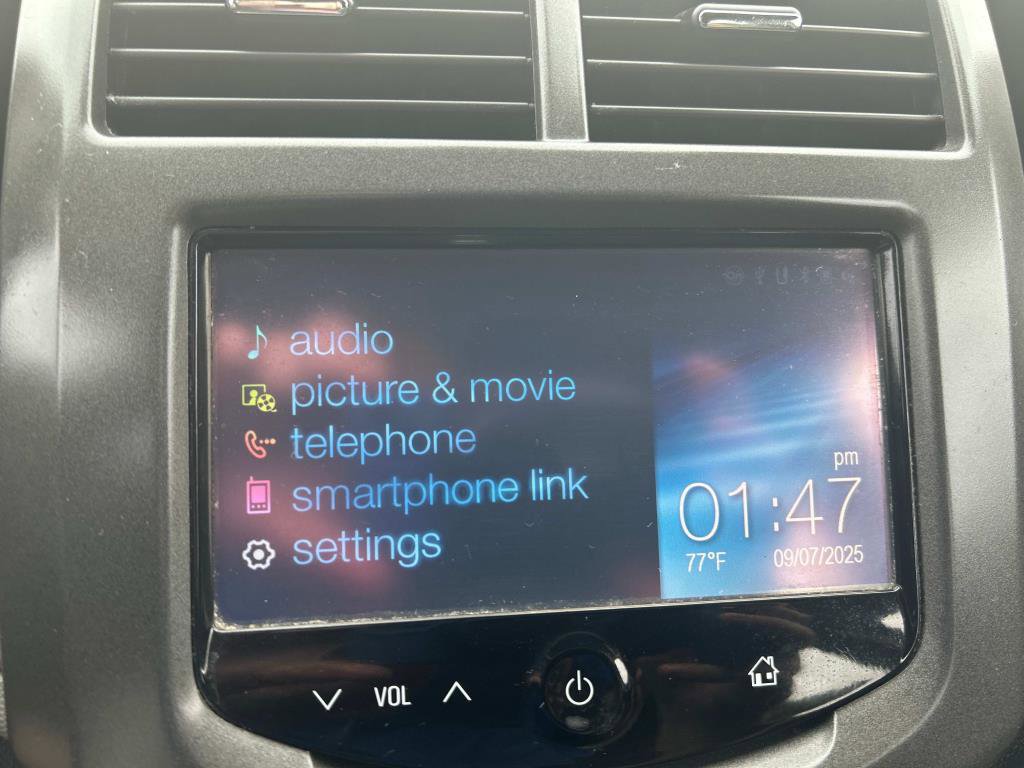 audio
picture & movie
telephone
smartphone link
settings
pm
01:47
77°F 09/07/2025
VOL